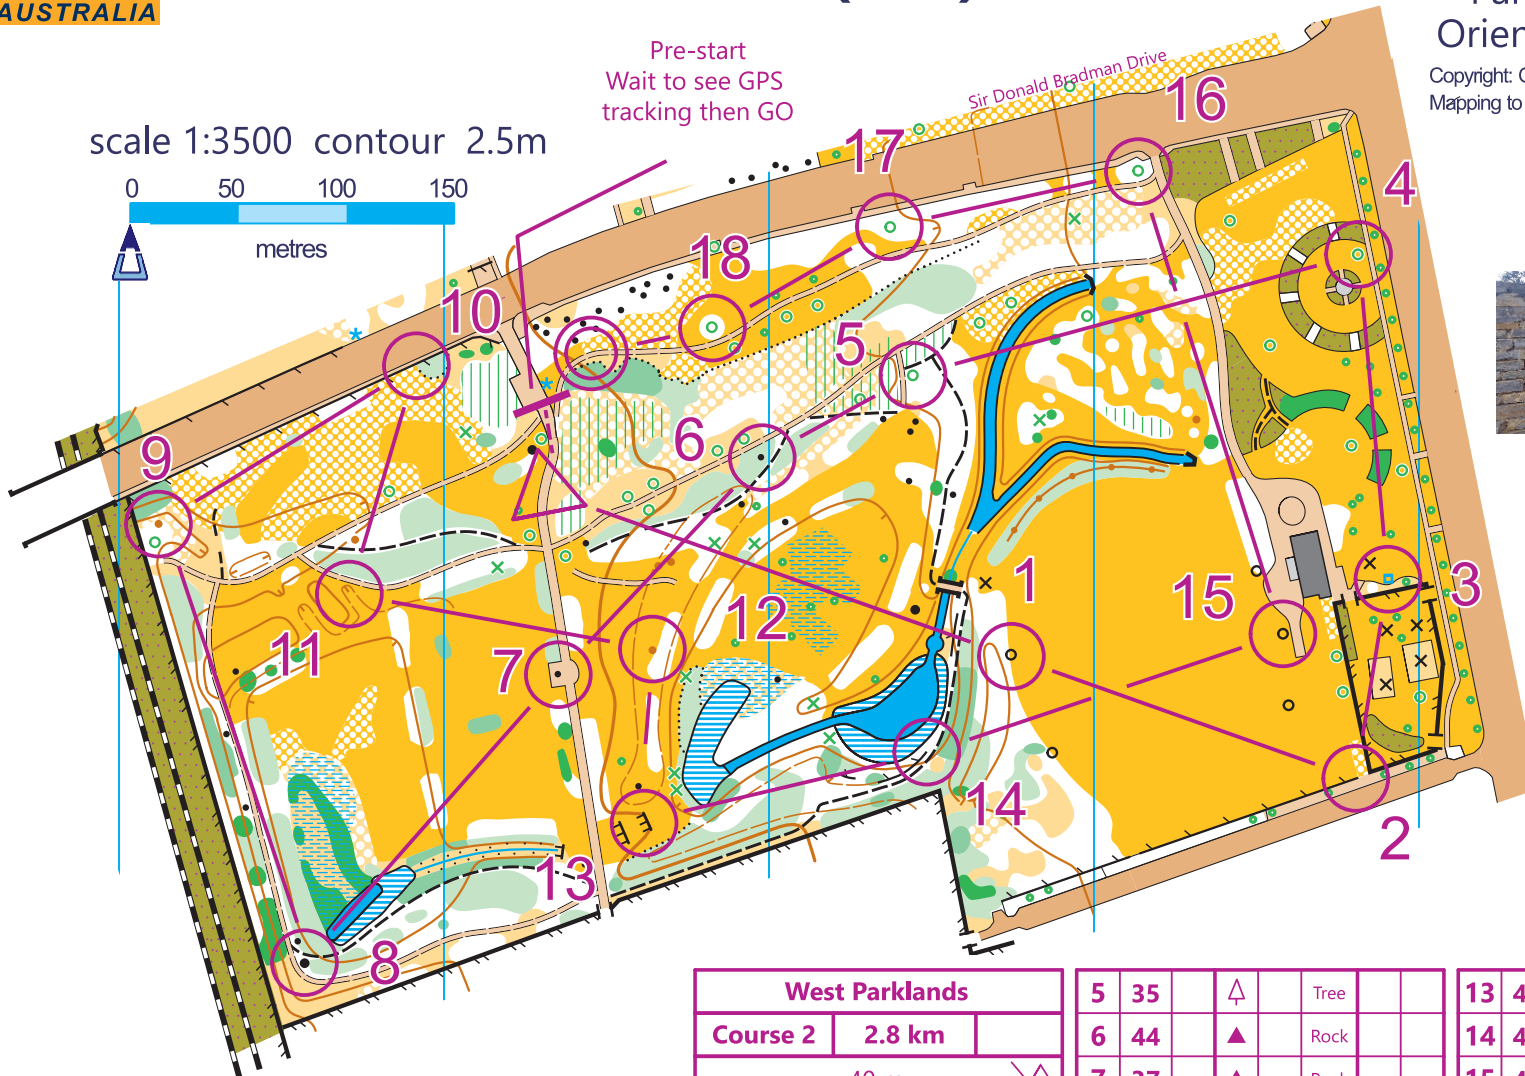 AUSTRALIA
Pre-start
Wait to see GPS
tracking then GO
Sir Donald Bradman Drive
Orien
Copyright:
Mapping to
scale 1:3500 contour 2.5m
0 50 100 150
metres
16
17
4
18
10
5
6
9
1
3
15
12
11
7
14
2
13
8
West Parklands
Course 2 2.8 km
5 35 Tree
6 44 Rock
13 4
14 4